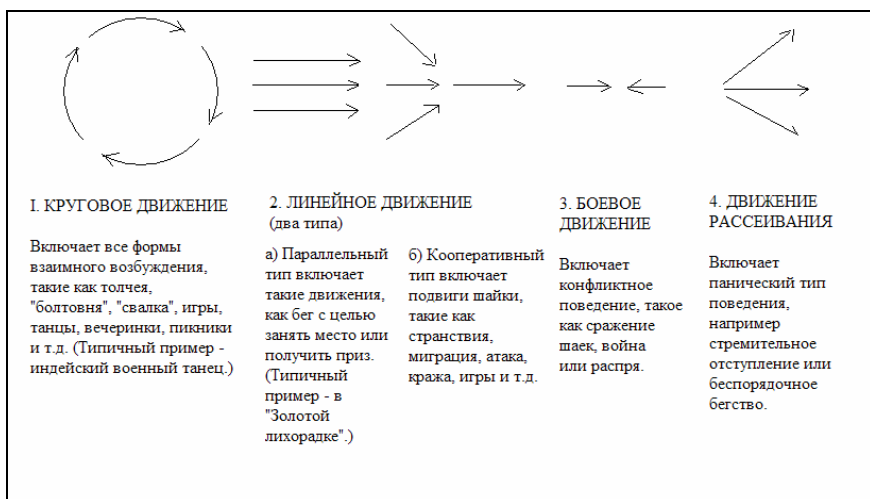 I. КРУГОВОЕ ДВИЖЕНИЕ
Включает все формы
взаимного возбуждения,
такие как толчея,
"болтовня", "свалка", игры,
танцы, вечеринки, пикники
и т.д. (Типичный пример -
индейский военный танец.)
2. ЛИНЕЙНОЕ ДВИЖЕНИЕ
(два типа)
а) Параллельный
тип включает
такие движения,
как бег с целью
занять место или
получить приз.
(Типичный
пример - в
"Золотой
лихорадке".)
б) Кооперативный
тип включает
подвиги шайки,
такие как
странствия,
миграция, атака,
кража, игры и т.д.
3. БОЕВОЕ
ДВИЖЕНИЕ
Включает
конфликтное
поведение, такое
как сражение
шаек, война
или распря.
4. ДВИЖЕНИЕ
РАССЕИВАНИЯ
Включает
панический тип
поведения,
например
стремительное
отступление или
беспорядочное
бегство.